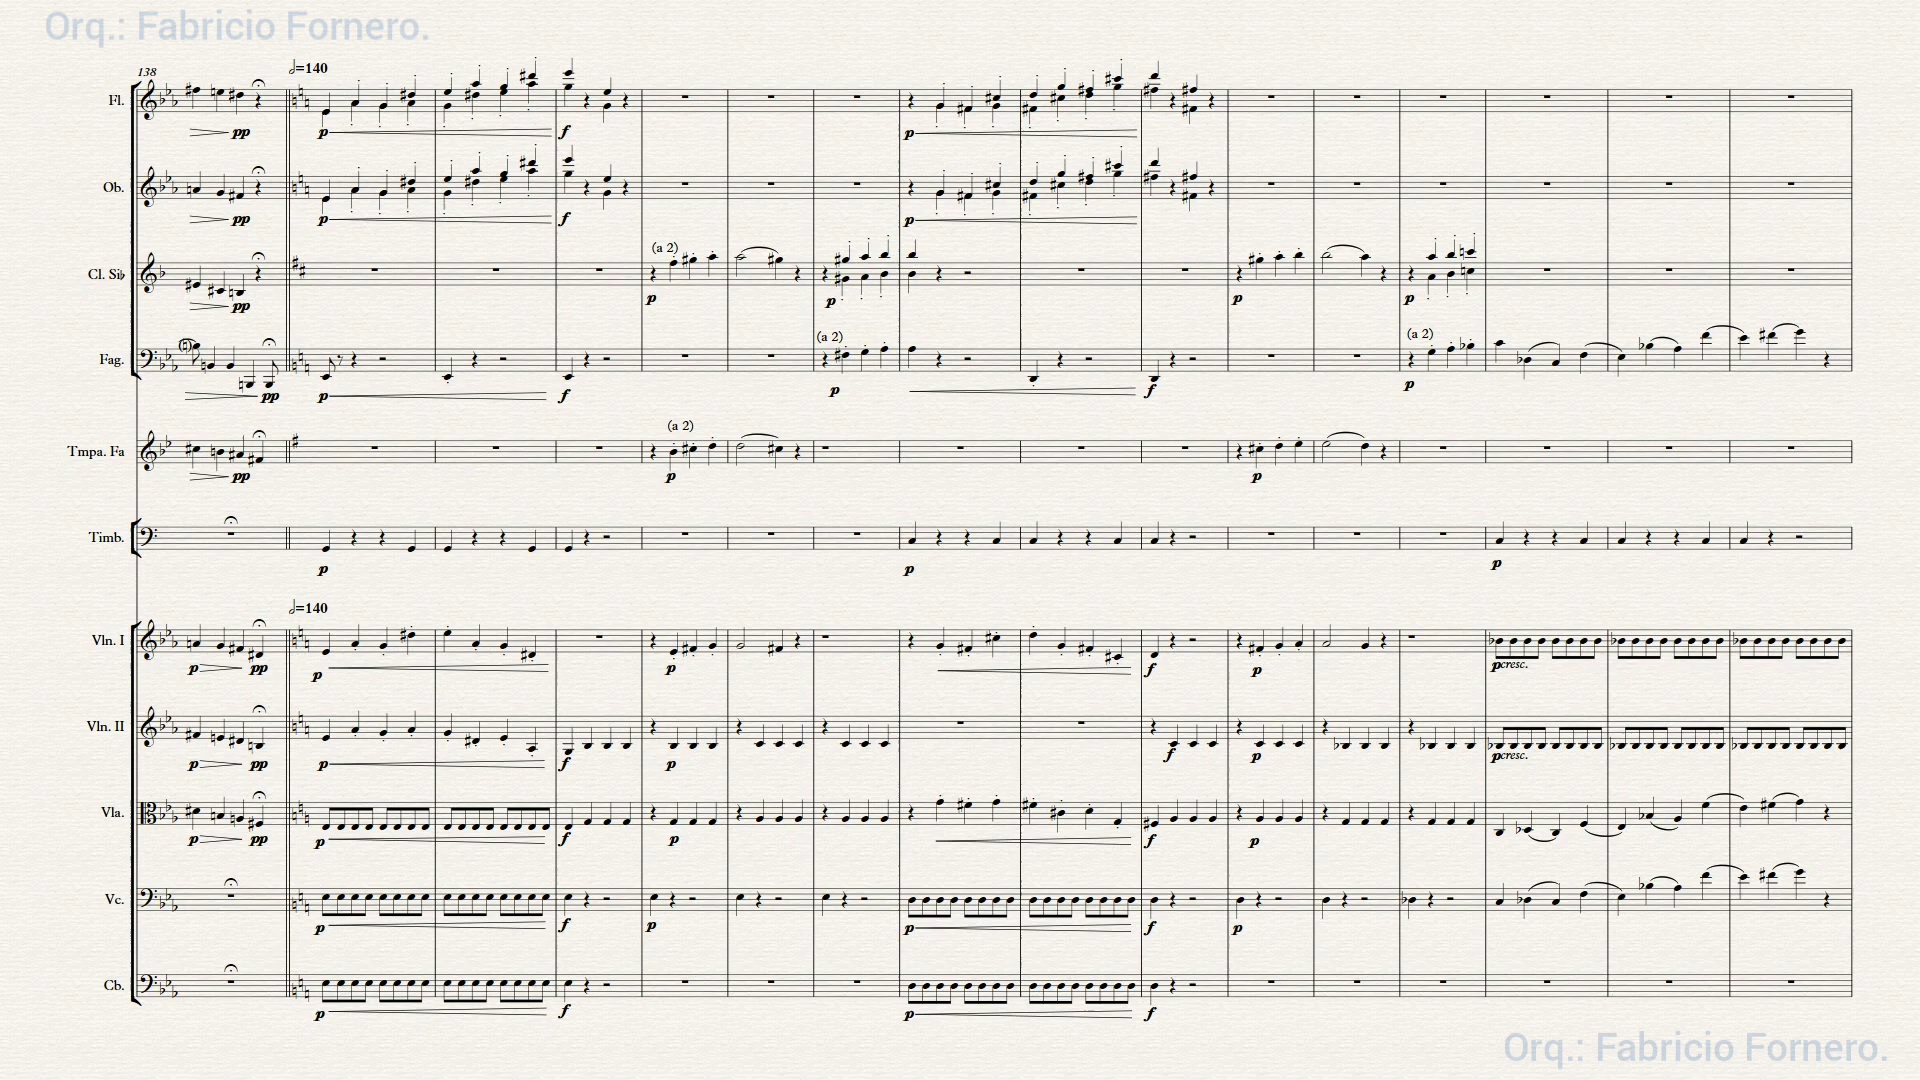 Orq.: Fabricio Fornero.
138
𝅗𝅥=140
Fl.
pp
p
f
p
Ob.
pp
p
f
p
Cl. Si♭
pp
(a 2)
p
p
p
p
Fag.
pp
p
f
(a 2)
p
f
(a 2)
p
Tmpa. Fa
pp
(a 2)
p
p
Timb.
p
p
p
𝅗𝅥=140
Vln. I
p
pp
p
p
f
p
p cresc.
Vln. II
p
pp
p
f
p
f
p
p cresc.
Vla.
p
pp
p
f
p
f
p
Vc.
p
f
p
p
f
p
Cb.
p
f
p
f
Orq.: Fabricio Fornero.